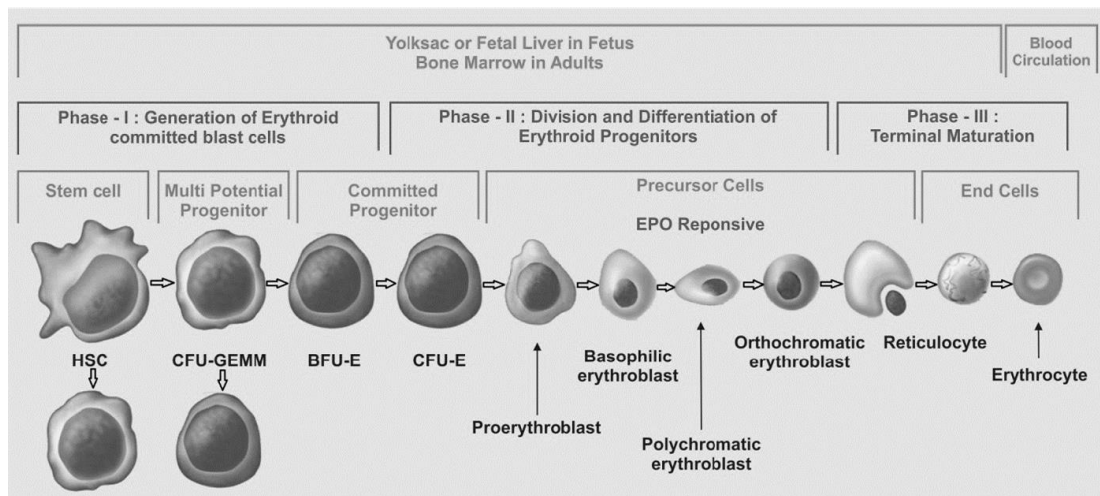 Yolksac or Fetal Liver in Fetus
Bone Marrow in Adults
Blood
Circulation
Phase - I : Generation of Erythroid
committed blast cells
Phase - II : Division and Differentiation of
Erythroid Progenitors
Phase - III :
Terminal Maturation
Stem cell
Multi Potential
Progenitor
Committed
Progenitor
Precursor Cells
EPO Reponsive
End Cells
HSC
CFU-GEMM
BFU-E
CFU-E
Proerythroblast
Basophilic
erythroblast
Polychromatic
erythroblast
Orthochromatic
erythroblast
Reticulocyte
Erythrocyte